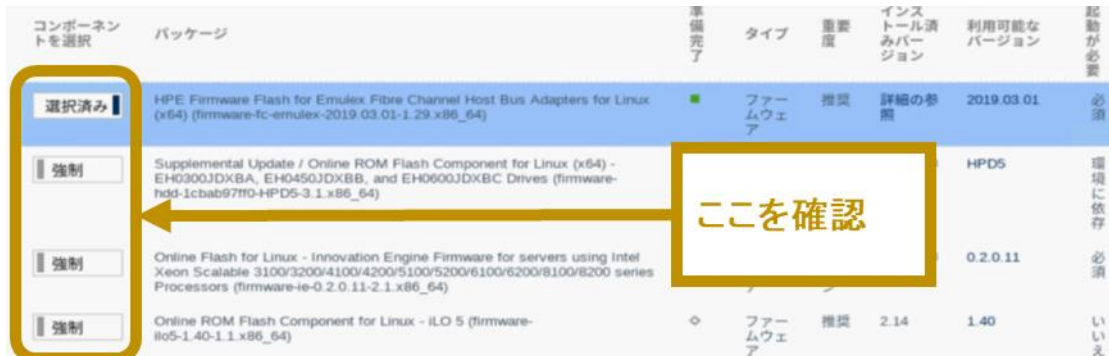 コンポーネン
トを選択
パッケージ
準備完了
タイプ
重要
度
インス
トール済
みバー
ジョン
利用可能な
バージョン
起動が必要
選択済み
HPE Firmware Flash for Emulex Fibre Channel Host Bus Adapters for Linux
(x64) (firmware-fc-emulex-2019.03.01-1.29.x86_64)
ファー
ムウェ
ア
推奨
詳細の参
照
2019.03.01
必須
強制
Supplemental Update / Online ROM Flash Component for Linux (x64) -
EH0300JDXBA, EH0450JDXBB, and EH0600JDXBC Drives (firmware-
hdd-1cbab97ff0-HPD5-3.1.x86_64)
HPD5
環境に依存
ここを確認
強制
Online Flash for Linux - Innovation Engine Firmware for servers using Intel
Xeon Scalable 3100/3200/4100/4200/5100/5200/6100/6200/8100/8200 series
Processors (firmware-ie-0.2.0.11-2.1.x86_64)
0.2.0.11
必須
強制
Online ROM Flash Component for Linux - iLO 5 (firmware-
ilo5-1.40-1.1.x86_64)
ファー
ムウェ
ア
推奨
2.14
1.40
いいえ